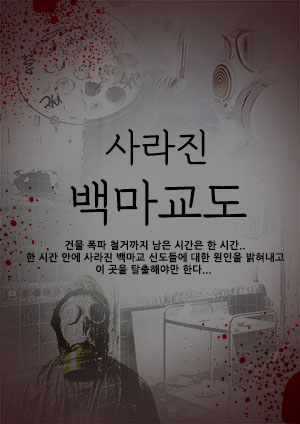 사라진
백마교도
건물 폭파 철거까지 남은 시간은 한 시간..
한 시간 안에 사라진 백마교 신도들에 대한 원인을 밝혀내고
이 곳을 탈출해야만 한다...